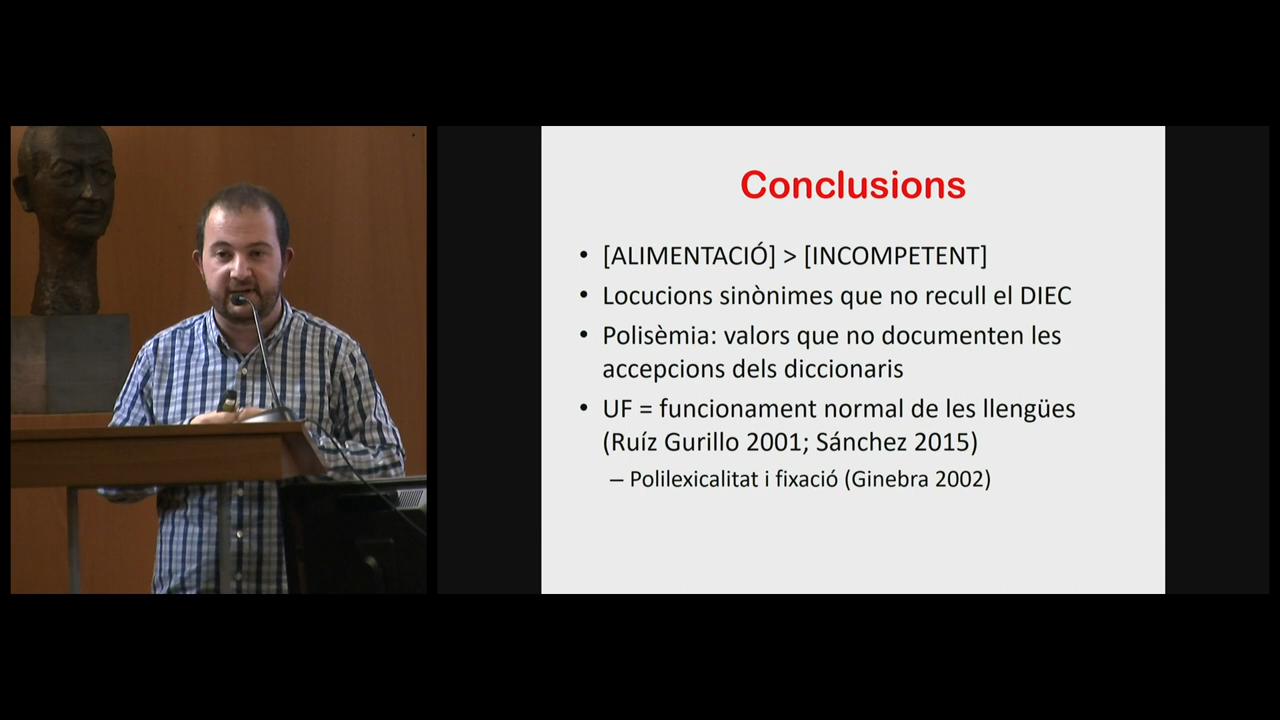 Conclusions
• [ALIMENTACIÓ] > [INCOMPETENT]
• Locucions sinònimes que no recull el DIEC
• Polisèmia: valors que no documenten les
accepcions dels diccionaris
• UF = funcionament normal de les llengües
(Ruíz Gurillo 2001; Sánchez 2015)
– Polilexicalitat i fixació (Ginebra 2002)